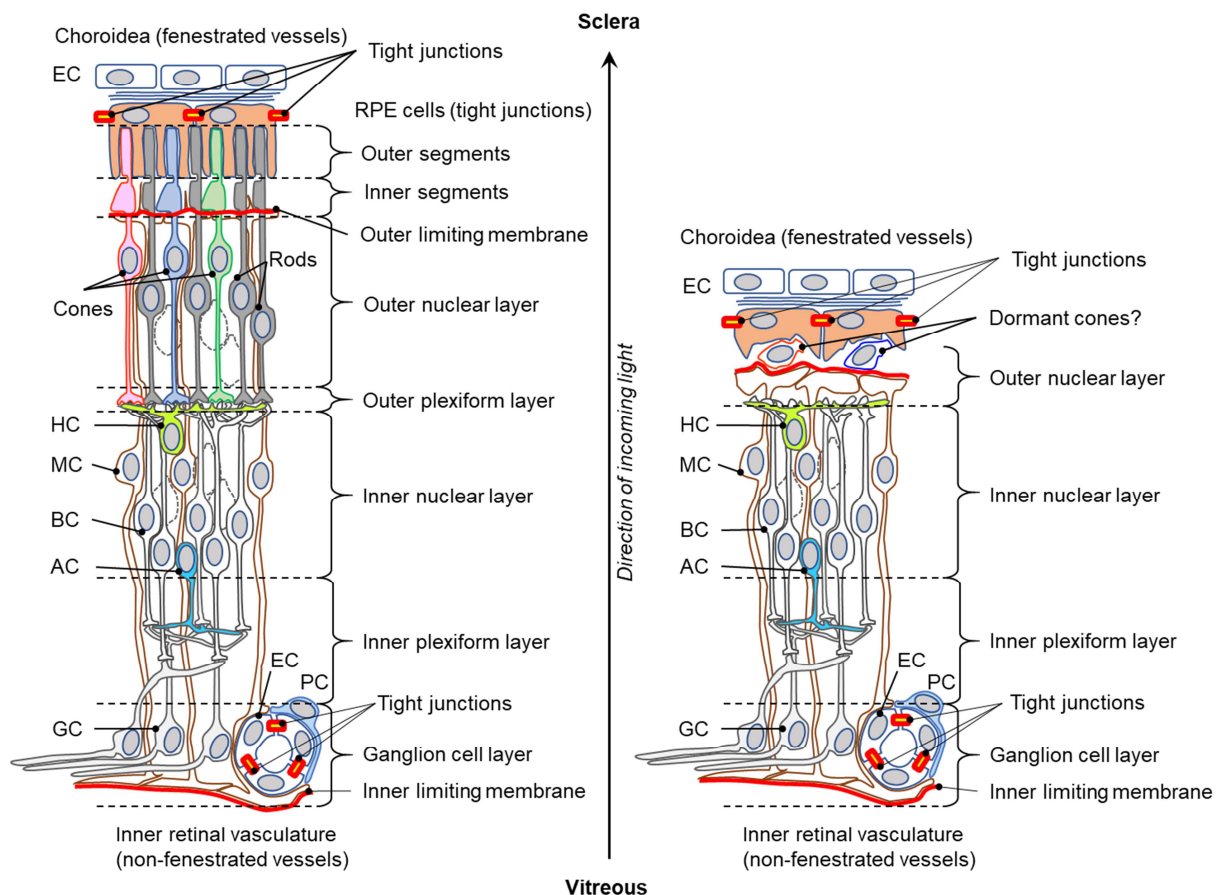 Sclera
Choroidea (fenestrated vessels)
EC
Tight junctions
RPE cells (tight junctions)
Outer segments
Inner segments
Outer limiting membrane
Rods
Cones
Outer nuclear layer
Outer plexiform layer
HC
MC
Inner nuclear layer
BC
AC
Inner plexiform layer
EC
PC
Tight junctions
GC
Ganglion cell layer
Inner limiting membrane
Inner retinal vasculature
(non-fenestrated vessels)
Direction of incoming light
Choroidea (fenestrated vessels)
Tight junctions
EC
Dormant cones?
Outer nuclear layer
HC
MC
Inner nuclear layer
BC
AC
Inner plexiform layer
EC
PC
Tight junctions
GC
Ganglion cell layer
Inner limiting membrane
Inner retinal vasculature
(non-fenestrated vessels)
Vitreous